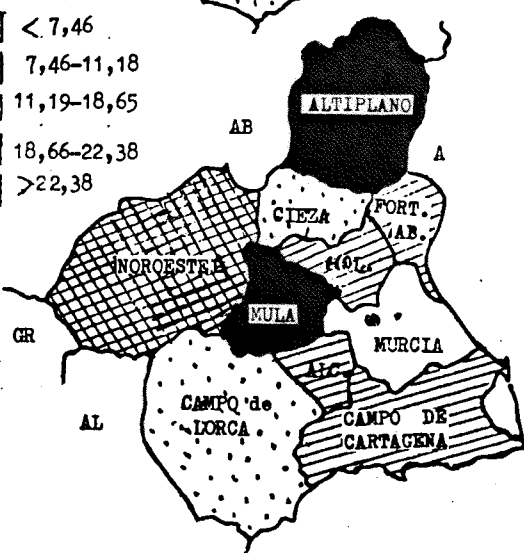 < 7,46
7,46-11,18
11,19-18,65
18,66-22,38
>22,38
ALTIPLANO
AB
A
CIEZA
FORT.
AB.
NOROESTE
MOL.
MULA
MURCIA
GR
ALC.
AL
CAMPO de
LORCA
CAMPO DE
CARTAGENA